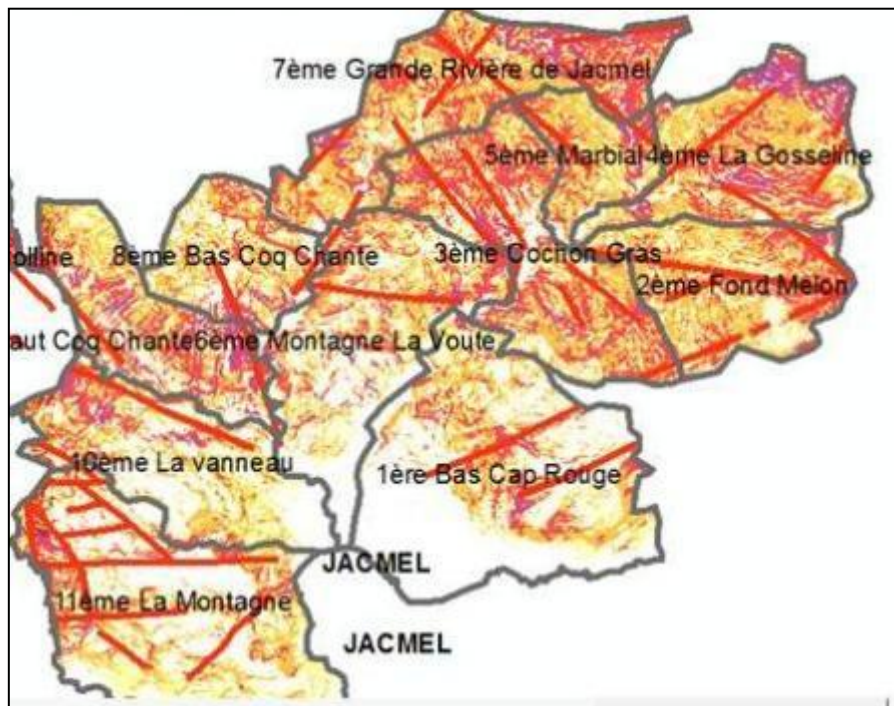 7ème Grande Rivière de Jacmel
5ème Marbial
4ème La Gosseline
8ème Bas Coq Chante
3ème Cochon Gras
2ème Fond Melon
aut Coq Chante
6ème Montagne La Voute
10ème La vanneau
1ère Bas Cap Rouge
JACMEL
11ème La Montagne
JACMEL